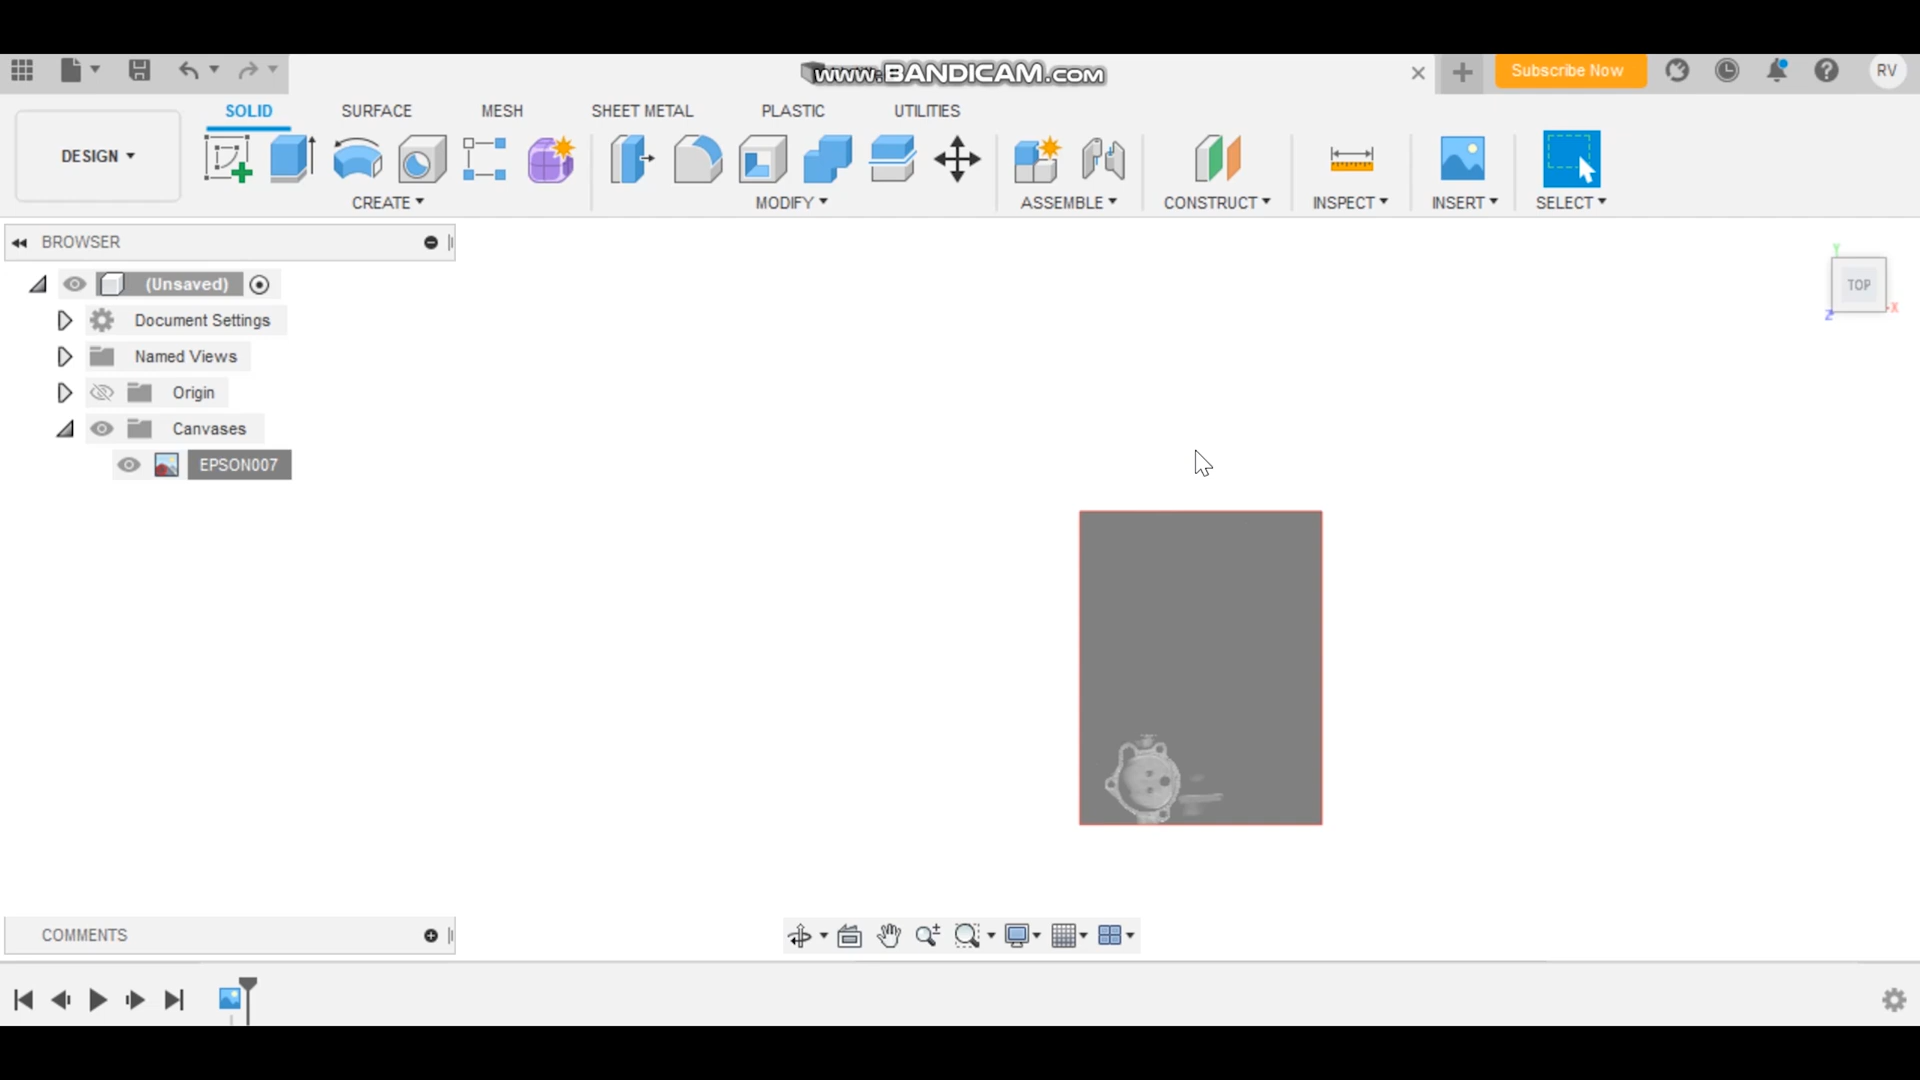 www.BANDICAM.com
Subscribe Now
RV
SOLID
SURFACE
MESH
SHEET METAL
PLASTIC
UTILITIES
DESIGN
CREATE
MODIFY
ASSEMBLE
CONSTRUCT
INSPECT
INSERT
SELECT
BROWSER
(Unsaved)
Document Settings
Named Views
Origin
Canvases
EPSON007
Y
TOP
X
Z
COMMENTS